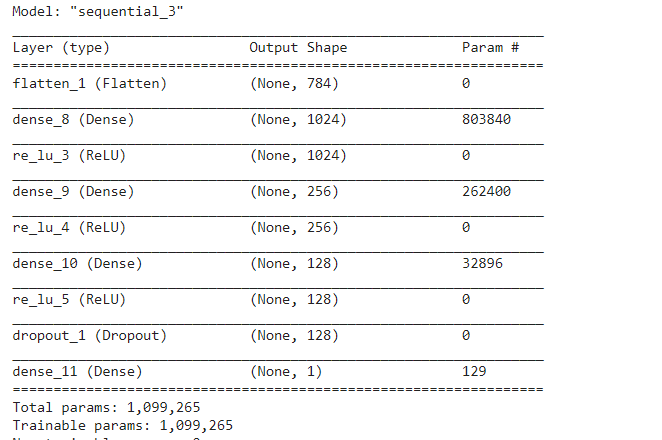 Model: "sequential_3"
Layer (type) Output Shape Param #
flatten_1 (Flatten) (None, 784) 0
dense_8 (Dense) (None, 1024) 803840
re_lu_3 (ReLU) (None, 1024) 0
dense_9 (Dense) (None, 256) 262400
re_lu_4 (ReLU) (None, 256) 0
dense_10 (Dense) (None, 128) 32896
re_lu_5 (ReLU) (None, 128) 0
dropout_1 (Dropout) (None, 128) 0
dense_11 (Dense) (None, 1) 129
Total params: 1,099,265
Trainable params: 1,099,265